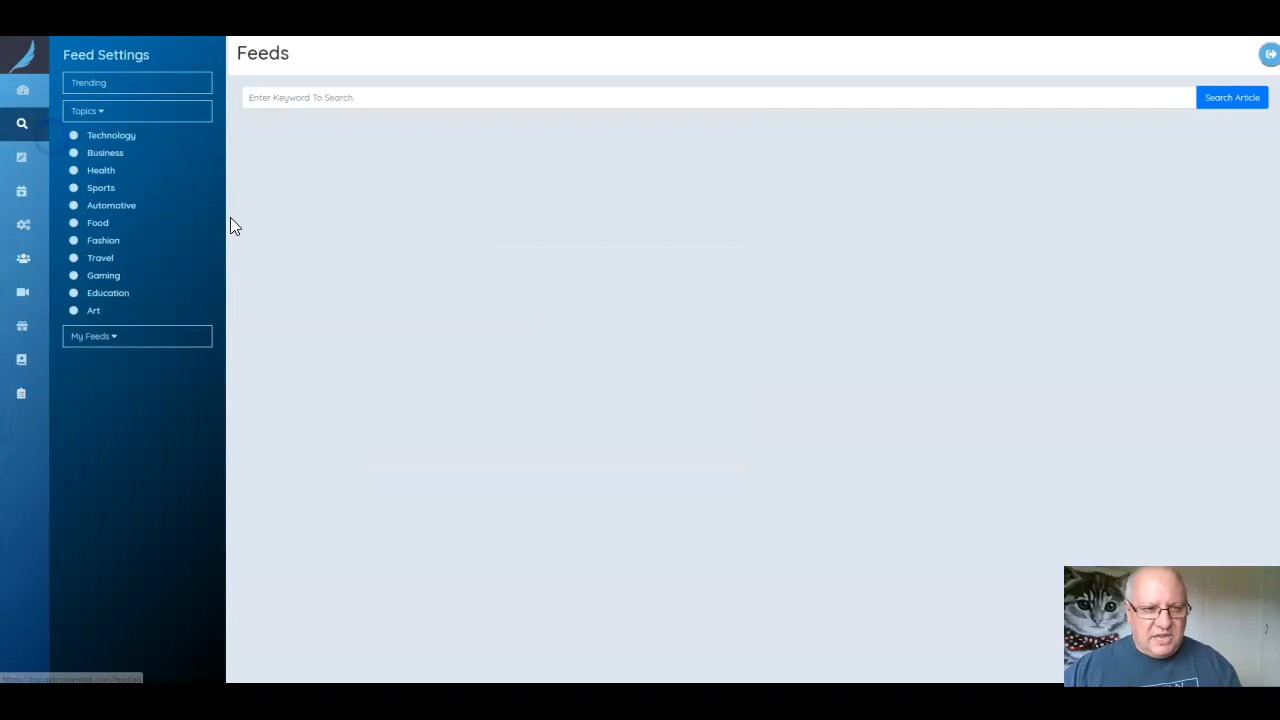 Feed Settings
Feeds
Trending
Topics
Enter Keyword To Search.
Search Article
Technology
Business
Health
Sports
Automotive
Food
Fashion
Travel
Gaming
Education
Art
My Feeds